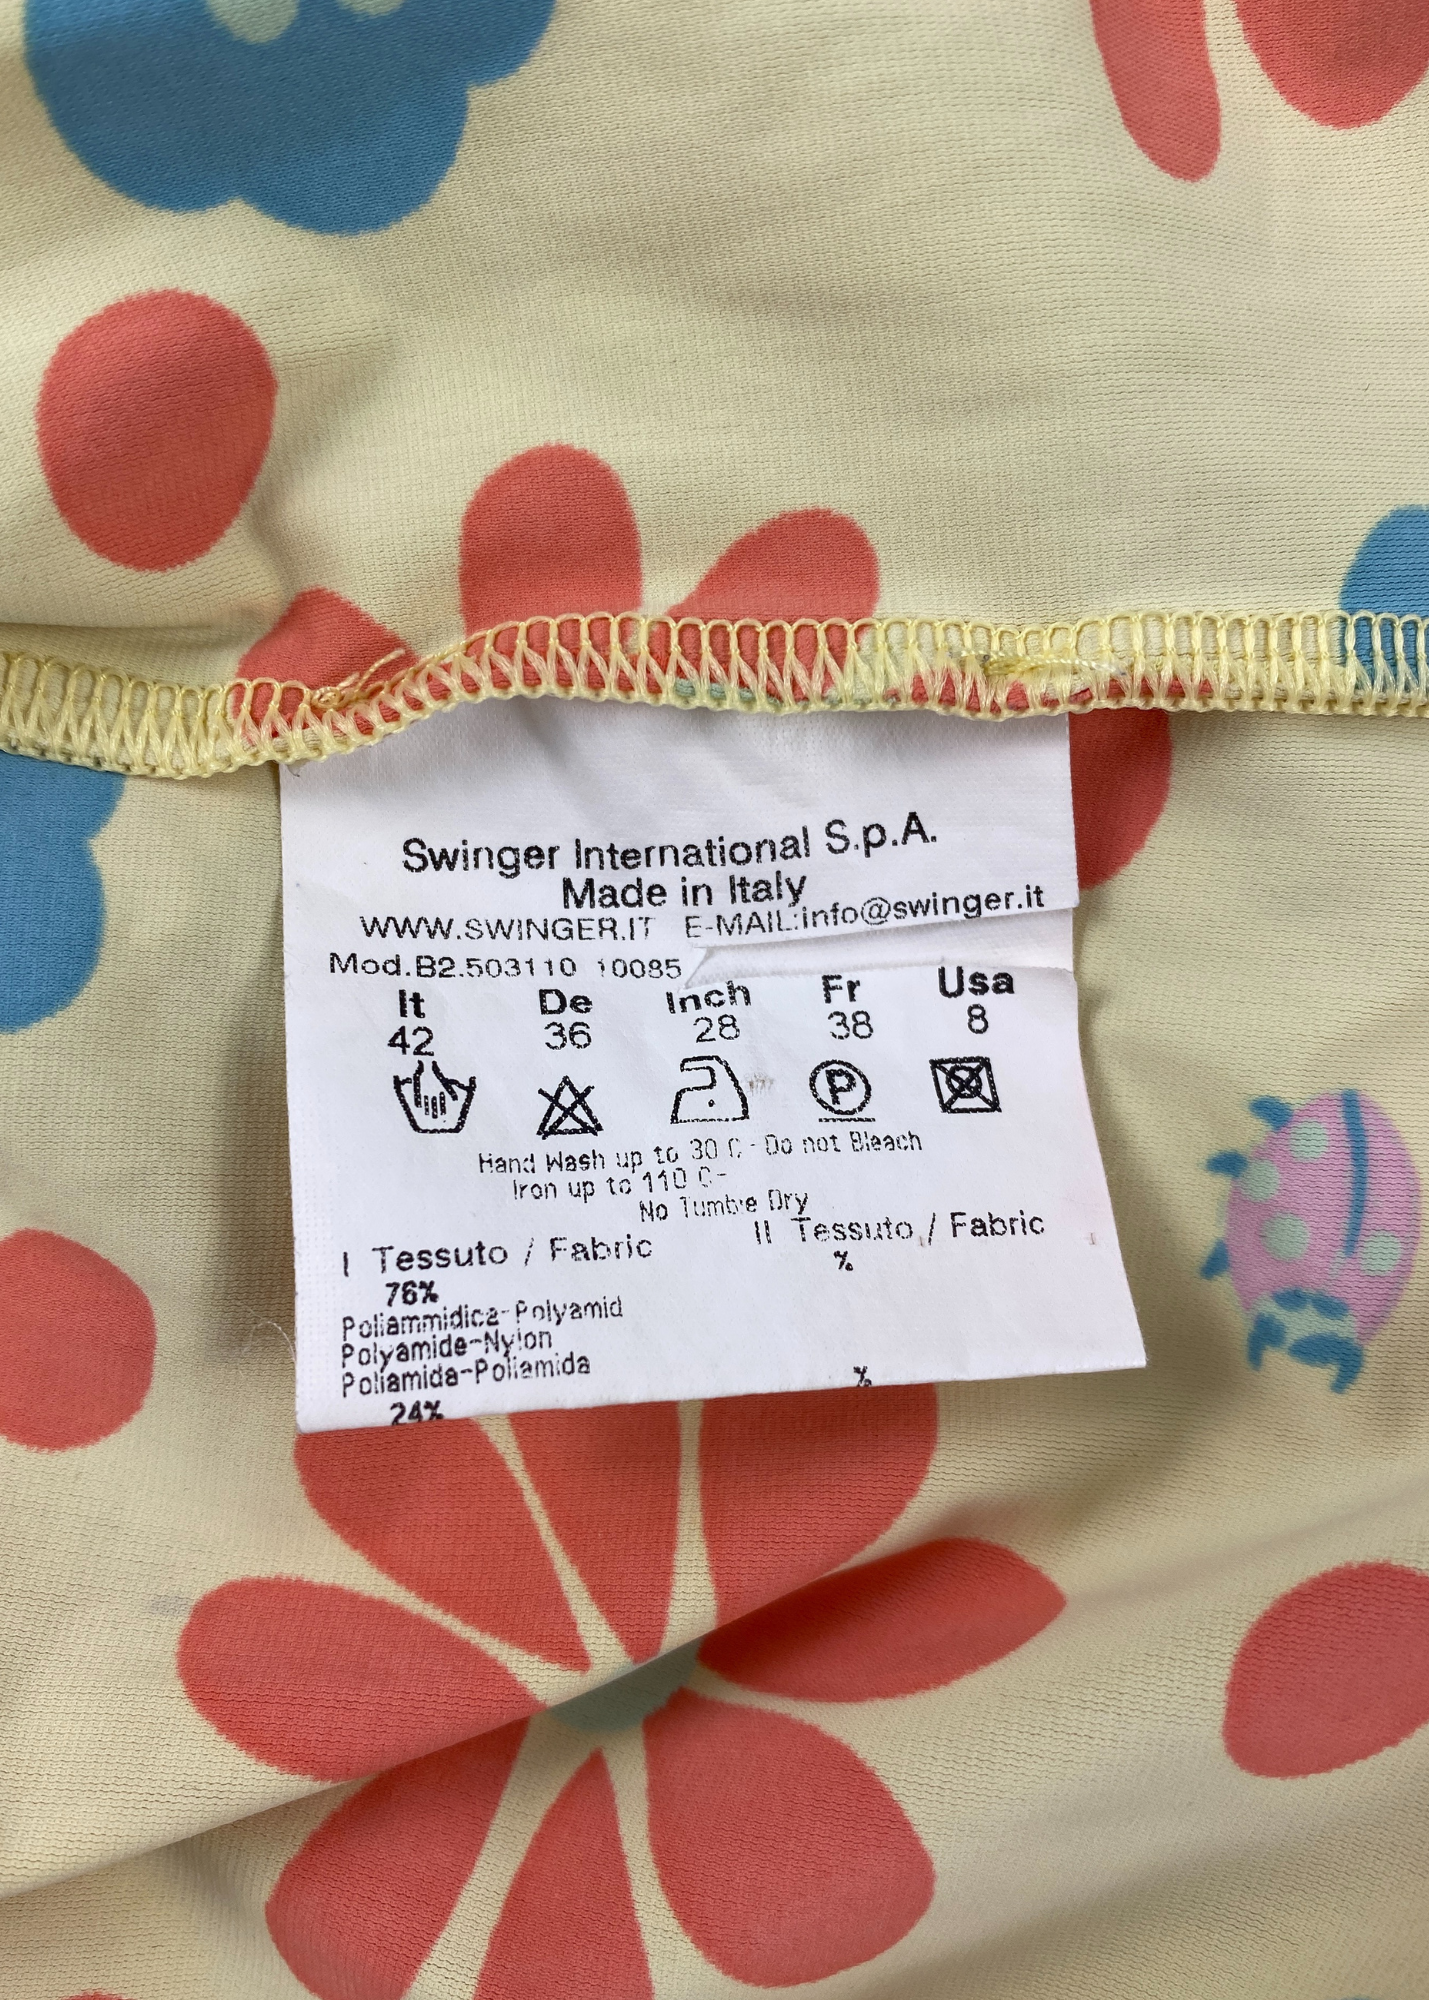 Swinger International S.p.A.
Made in Italy
WWW.SWINGER.IT E-MAIL:info@swinger.it
Mod.B2.503110 10085
It De Inch Fr Usa
42 36 28 38 8
P
Hand Wash up to 30 C - Do not Bleach
Iron up to 110 C-
No Tumble Dry
I Tessuto / Fabric II Tessuto / Fabric
76% %
Poliammidica-Polyamid
Polyamide-Nylon
Poliamida-Poliamida
24% %